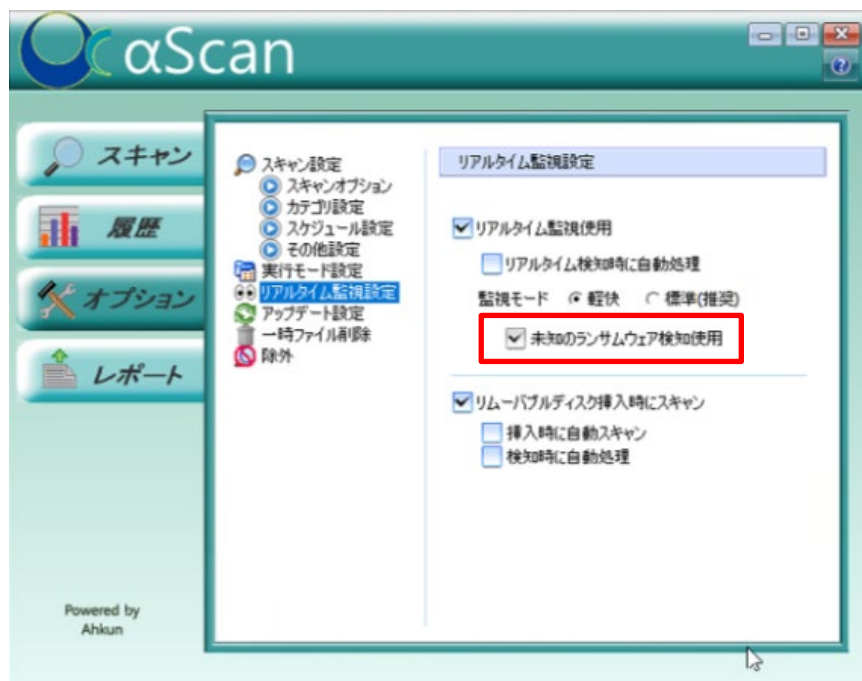 αScan
スキャン
履歴
オプション
レポート
Powered by
Ahkun
スキャン設定
スキャンオプション
カテゴリ設定
スケジュール設定
その他設定
実行モード設定
リアルタイム監視設定
アップデート設定
一時ファイル削除
除外
リアルタイム監視設定
リアルタイム監視使用
リアルタイム検知時に自動処理
監視モード 軽快 標準(推奨)
未知のランサムウェア検知使用
リムーバブルディスク挿入時にスキャン
挿入時に自動スキャン
検知時に自動処理